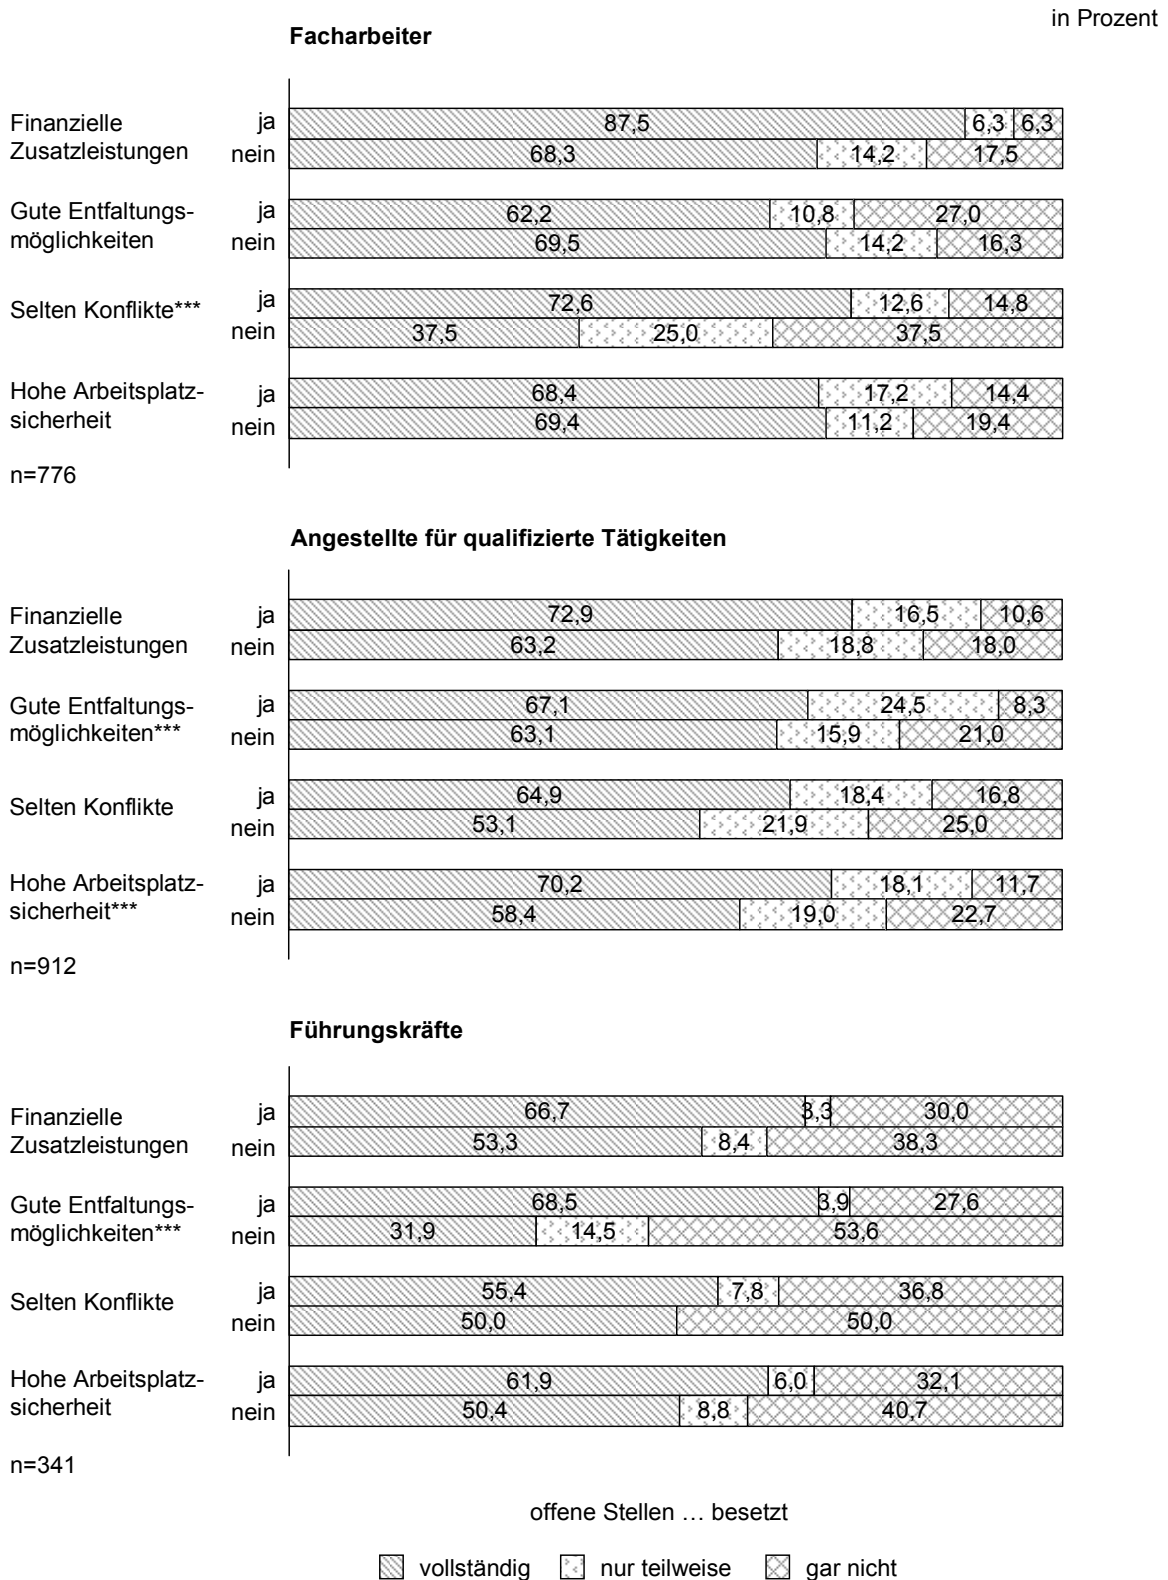 in Prozent
Facharbeiter
Finanzielle
Zusatzleistungen
ja 87,5 6,3 6,3
nein 68,3 14,2 17,5
Gute Entfaltungs-
möglichkeiten
ja 62,2 10,8 27,0
nein 69,5 14,2 16,3
Selten Konflikte***
ja 72,6 12,6 14,8
nein 37,5 25,0 37,5
Hohe Arbeitsplatz-
sicherheit
ja 68,4 17,2 14,4
nein 69,4 11,2 19,4
n=776
Angestellte für qualifizierte Tätigkeiten
Finanzielle
Zusatzleistungen
ja 72,9 16,5 10,6
nein 63,2 18,8 18,0
Gute Entfaltungs-
möglichkeiten***
ja 67,1 24,5 8,3
nein 63,1 15,9 21,0
Selten Konflikte
ja 64,9 18,4 16,8
nein 53,1 21,9 25,0
Hohe Arbeitsplatz-
sicherheit***
ja 70,2 18,1 11,7
nein 58,4 19,0 22,7
n=912
Führungskräfte
Finanzielle
Zusatzleistungen
ja 66,7 3,3 30,0
nein 53,3 8,4 38,3
Gute Entfaltungs-
möglichkeiten***
ja 68,5 3,9 27,6
nein 31,9 14,5 53,6
Selten Konflikte
ja 55,4 7,8 36,8
nein 50,0 50,0
Hohe Arbeitsplatz-
sicherheit
ja 61,9 6,0 32,1
nein 50,4 8,8 40,7
n=341
offene Stellen … besetzt
vollständig nur teilweise gar nicht